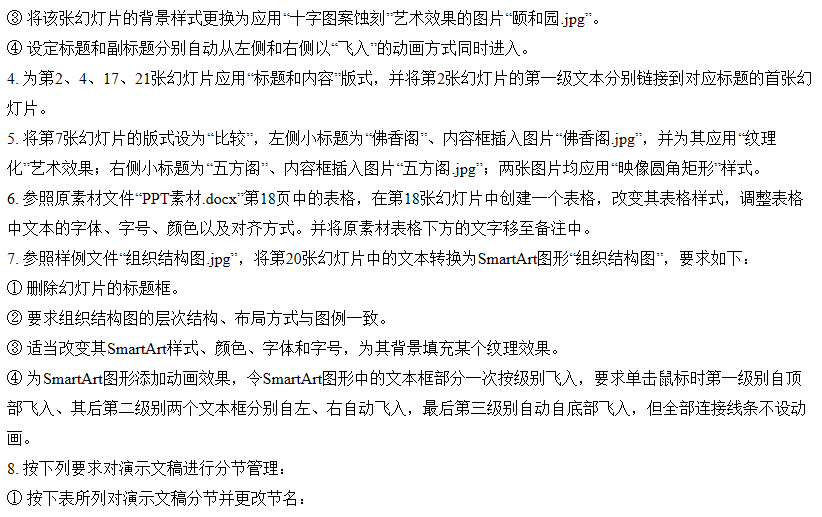 ③ 将该张幻灯片的背景样式更换为应用“十字图案蚀刻”艺术效果的图片“颐和园.jpg”。
④ 设定标题和副标题分别自动从左侧和右侧以“飞入”的动画方式同时进入。
4. 为第2、4、17、21张幻灯片应用“标题和内容”版式，并将第2张幻灯片的第一级文本分别链接到对应标题的首张幻
灯片。
5. 将第7张幻灯片的版式设为“比较”，左侧小标题为“佛香阁”、内容框插入图片“佛香阁.jpg”，并为其应用“纹理
化”艺术效果；右侧小标题为“五方阁”、内容框插入图片“五方阁.jpg”；两张图片均应用“映像圆角矩形”样式。
6. 参照原素材文件“PPT素材.docx”第18页中的表格，在第18张幻灯片中创建一个表格，改变其表格样式，调整表格
中文本的字体、字号、颜色以及对齐方式。并将原素材表格下方的文字移至备注中。
7. 参照样例文件“组织结构图.jpg”，将第20张幻灯片中的文本转换为SmartArt图形“组织结构图”，要求如下：
① 删除幻灯片的标题框。
② 要求组织结构图的层次结构、布局方式与图例一致。
③ 适当改变其SmartArt样式、颜色、字体和字号，为其背景填充某个纹理效果。
④ 为SmartArt图形添加动画效果，令SmartArt图形中的文本框部分一次按级别飞入，要求单击鼠标时第一级别自顶
部飞入、其后第二级别两个文本框分别自左、右自动飞入，最后第三级别自动自底部飞入，但全部连接线条不设动
画。
8. 按下列要求对演示文稿进行分节管理：
① 按下表所列对演示文稿分节并更改节名：